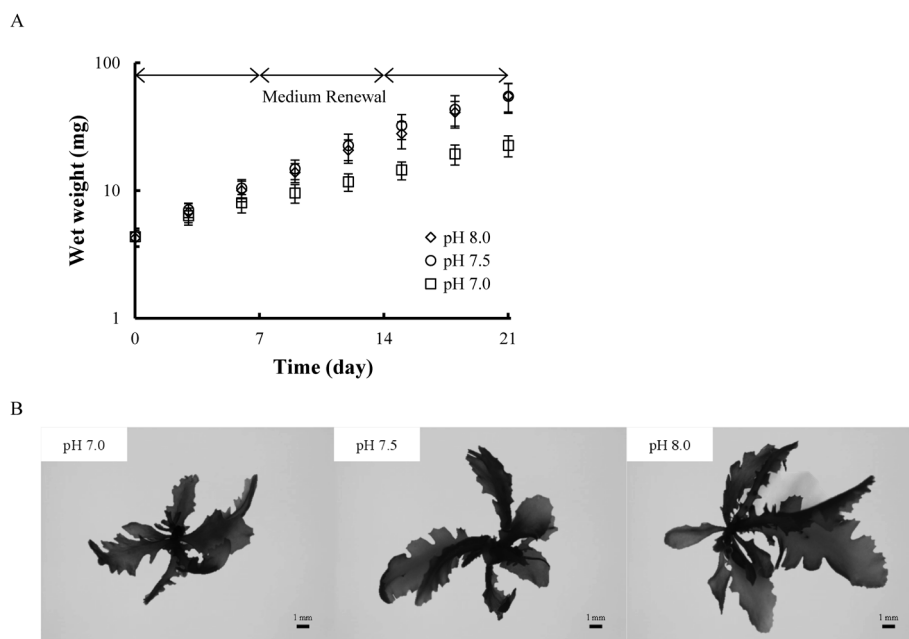 A
100
Medium Renewal
10
Wet weight (mg)
pH 8.0
pH 7.5
pH 7.0
1
0
7
14
21
Time (day)
B
pH 7.0
pH 7.5
pH 8.0
1 mm
1 mm
1 mm